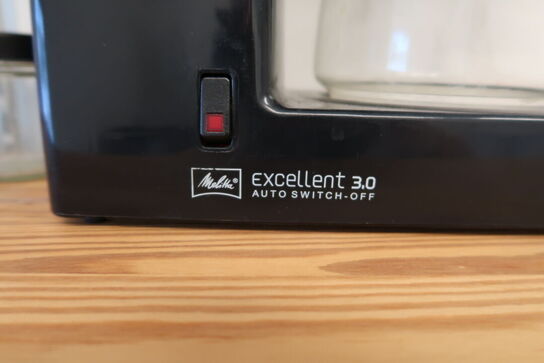 Melitta® excellent 3.0
AUTO SWITCH-OFF